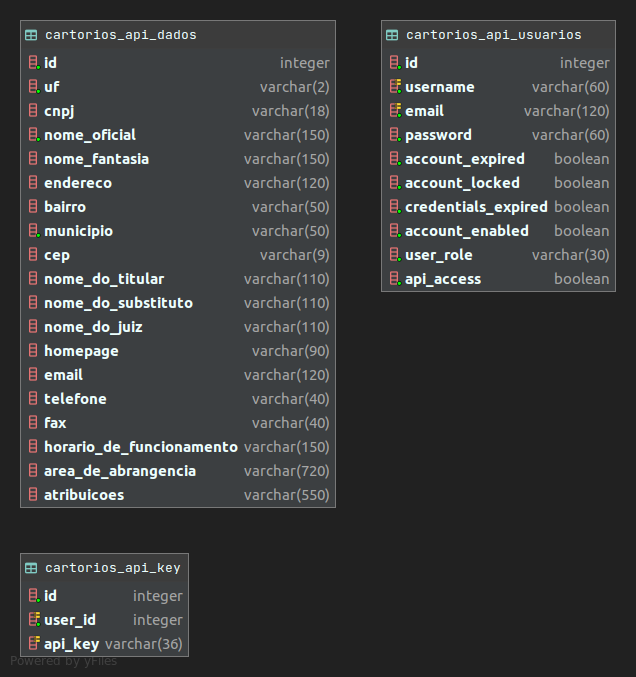 cartorios_api_dados
id integer
uf varchar(2)
cnpj varchar(18)
nome_oficial varchar(150)
nome_fantasia varchar(150)
endereco varchar(120)
bairro varchar(50)
municipio varchar(50)
cep varchar(9)
nome_do_titular varchar(110)
nome_do_substituto varchar(110)
nome_do_juiz varchar(110)
homepage varchar(90)
email varchar(120)
telefone varchar(40)
fax varchar(40)
horario_de_funcionamento varchar(150)
area_de_abrangencia varchar(720)
atribuicoes varchar(550)
cartorios_api_usuarios
id integer
username varchar(60)
email varchar(120)
password varchar(60)
account_expired boolean
account_locked boolean
credentials_expired boolean
account_enabled boolean
user_role varchar(30)
api_access boolean
cartorios_api_key
id integer
user_id integer
api_key varchar(36)
Powered by yFiles